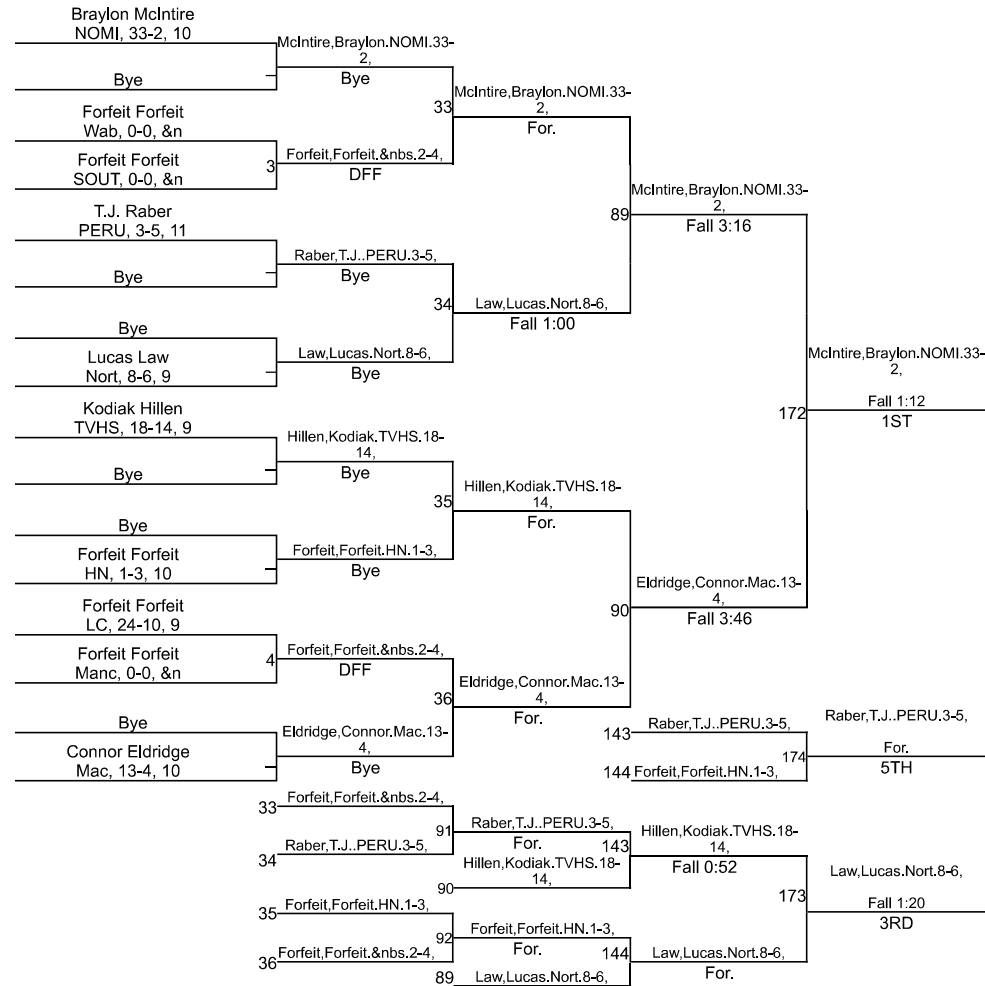 Braylon McIntire
NOMI, 33-2, 10
Bye
Forfeit Forfeit
Wab, 0-0, &n
Forfeit Forfeit
SOUT, 0-0, &n
T.J. Raber
PERU, 3-5, 11
Bye
Bye
Lucas Law
Nort, 8-6, 9
Kodiak Hillen
TVHS, 18-14, 9
Bye
Bye
Forfeit Forfeit
HN, 1-3, 10
Forfeit Forfeit
LC, 24-10, 9
Forfeit Forfeit
Manc, 0-0, &n
Bye
Connor Eldridge
Mac, 13-4, 10
McIntire,Braylon.NOMI.33-
2,
Bye
3
Forfeit,Forfeit.&nbs.2-4,
DFF
Raber,T.J..PERU.3-5,
Bye
Law,Lucas.Nort.8-6,
Bye
Hillen,Kodiak.TVHS.18-
14,
Bye
Forfeit,Forfeit.HN.1-3,
Bye
4
Forfeit,Forfeit.&nbs.2-4,
DFF
Eldridge,Connor.Mac.13-
4,
Bye
33
McIntire,Braylon.NOMI.33-
2,
For.
34
Law,Lucas.Nort.8-6,
Fall 1:00
35
Hillen,Kodiak.TVHS.18-
14,
For.
36
Eldridge,Connor.Mac.13-
4,
For.
89
McIntire,Braylon.NOMI.33-
2,
Fall 3:16
90
Eldridge,Connor.Mac.13-
4,
Fall 3:46
172
McIntire,Braylon.NOMI.33-
2,
Fall 1:12
1ST
143
Raber,T.J..PERU.3-5,
144
Forfeit,Forfeit.HN.1-3,
174
Raber,T.J..PERU.3-5,
For.
5TH
33
Forfeit,Forfeit.&nbs.2-4,
34
Raber,T.J..PERU.3-5,
91
Raber,T.J..PERU.3-5,
For.
90
Hillen,Kodiak.TVHS.18-
14,
143
Hillen,Kodiak.TVHS.18-
14,
Fall 0:52
35
Forfeit,Forfeit.HN.1-3,
36
Forfeit,Forfeit.&nbs.2-4,
92
Forfeit,Forfeit.HN.1-3,
For.
89
Law,Lucas.Nort.8-6,
144
Law,Lucas.Nort.8-6,
For.
173
Law,Lucas.Nort.8-6,
Fall 1:20
3RD